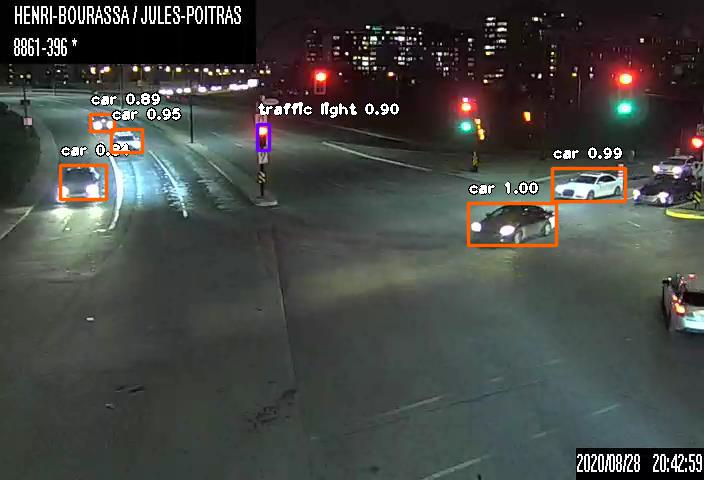 HENRI-BOURASSA / JULES-POITRAS
8861-396 *
car 0.89
car 0.95
traffic light 0.90
car 0.99
car 1.00
2020/08/28 20:42:59